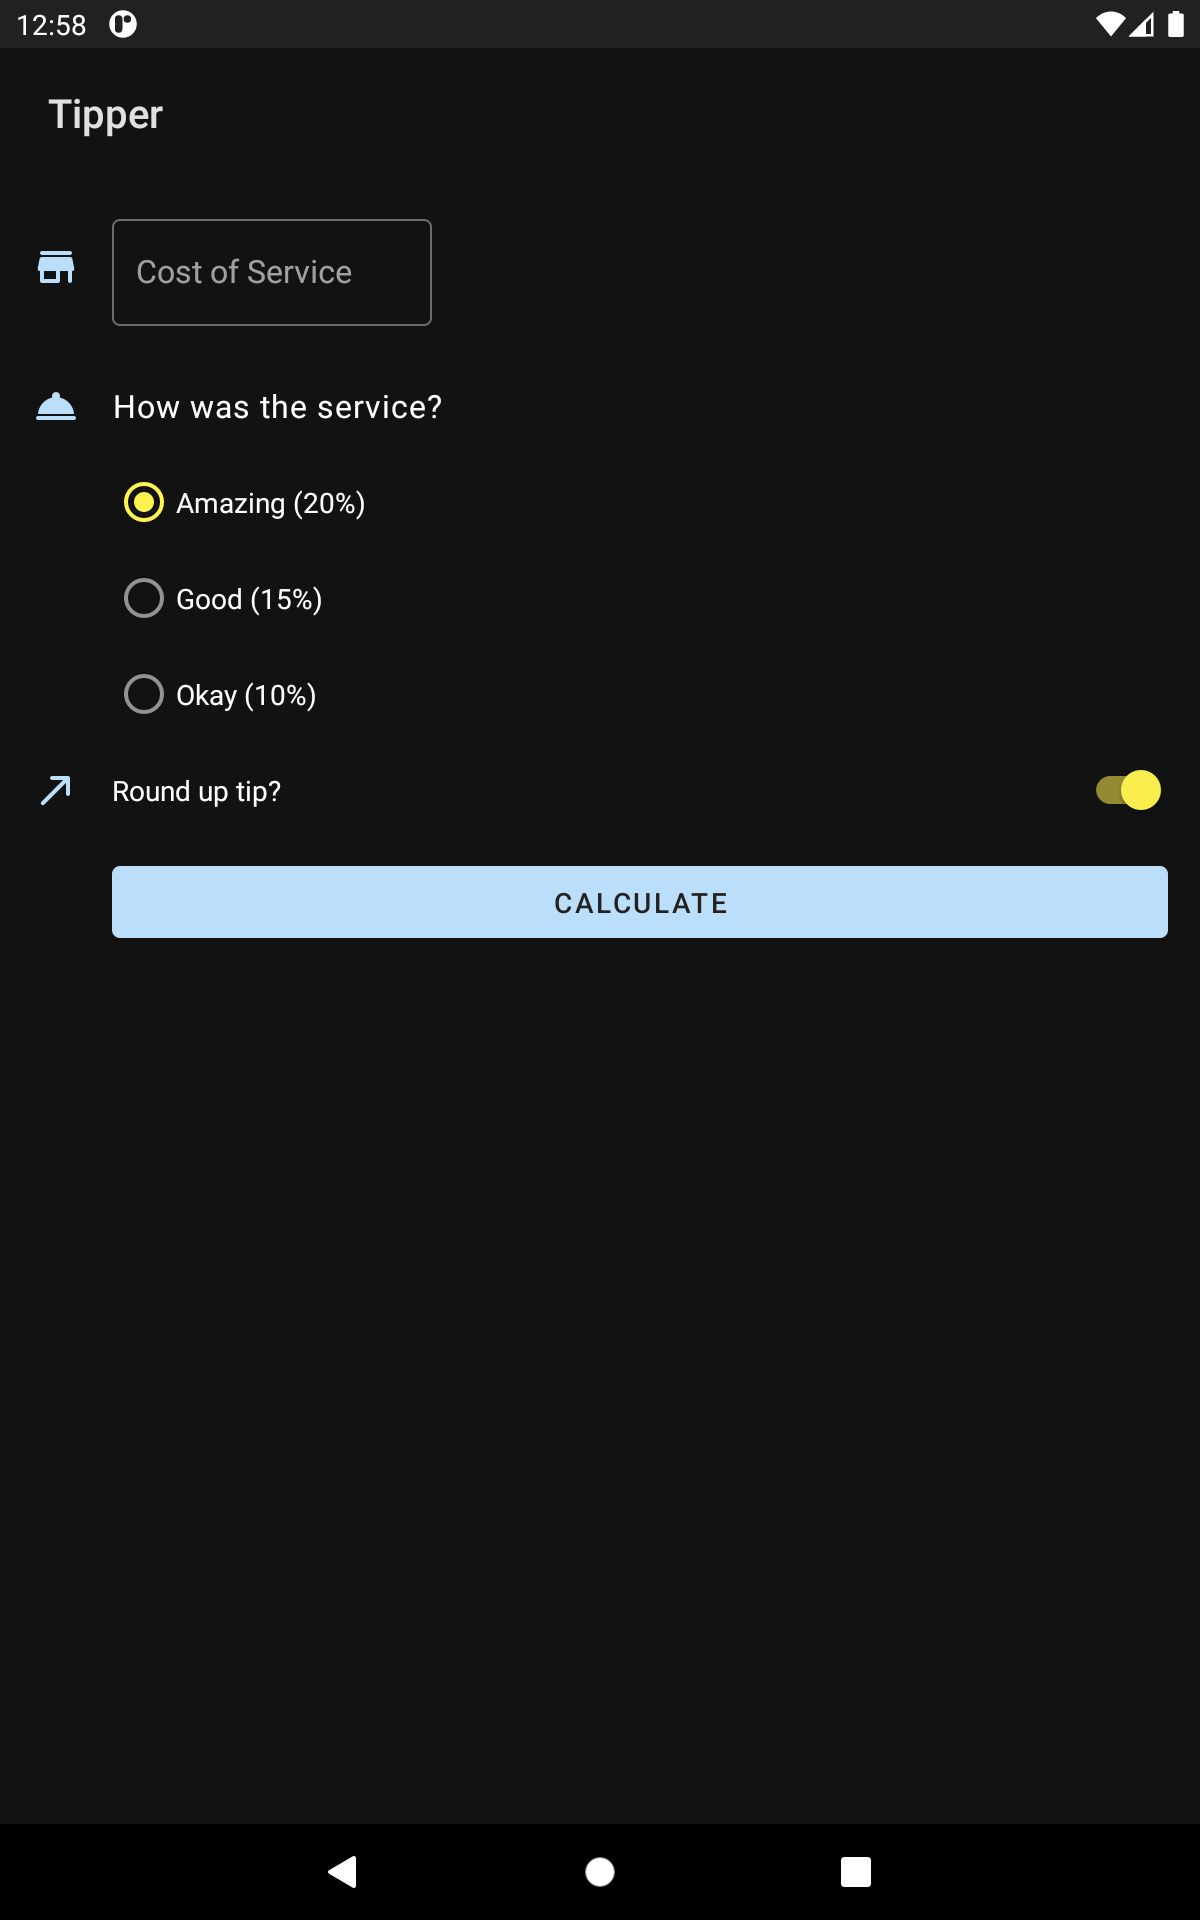 12:58
Tipper
Cost of Service
How was the service?
Amazing (20%)
Good (15%)
Okay (10%)
Round up tip?
CALCULATE